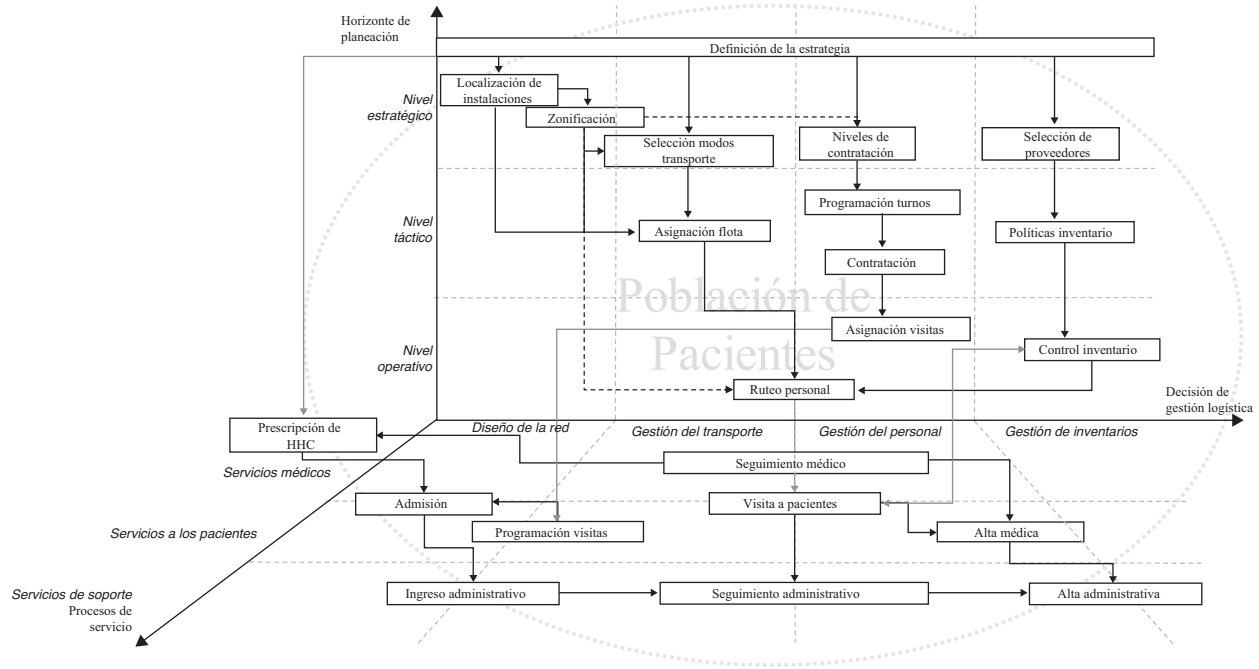 Horizonte de
planeación
Definición de la estrategia
Localización de
instalaciones
Nivel
estratégico
Zonificación
Selección modos
transporte
Niveles de
contratación
Selección de
proveedores
Programación turnos
Nivel
táctico
Asignación flota
Políticas inventario
Contratación
Población de
Pacientes
Asignación visitas
Nivel
operativo
Control inventario
Ruteo personal
Decisión de
gestión logística
Prescripción de
HHC
Diseño de la red
Gestión del transporte
Gestión del personal
Gestión de inventarios
Servicios médicos
Seguimiento médico
Admisión
Visita a pacientes
Servicios a los pacientes
Programación visitas
Alta médica
Servicios de soporte
Procesos de
servicio
Ingreso administrativo
Seguimiento administrativo
Alta administrativa